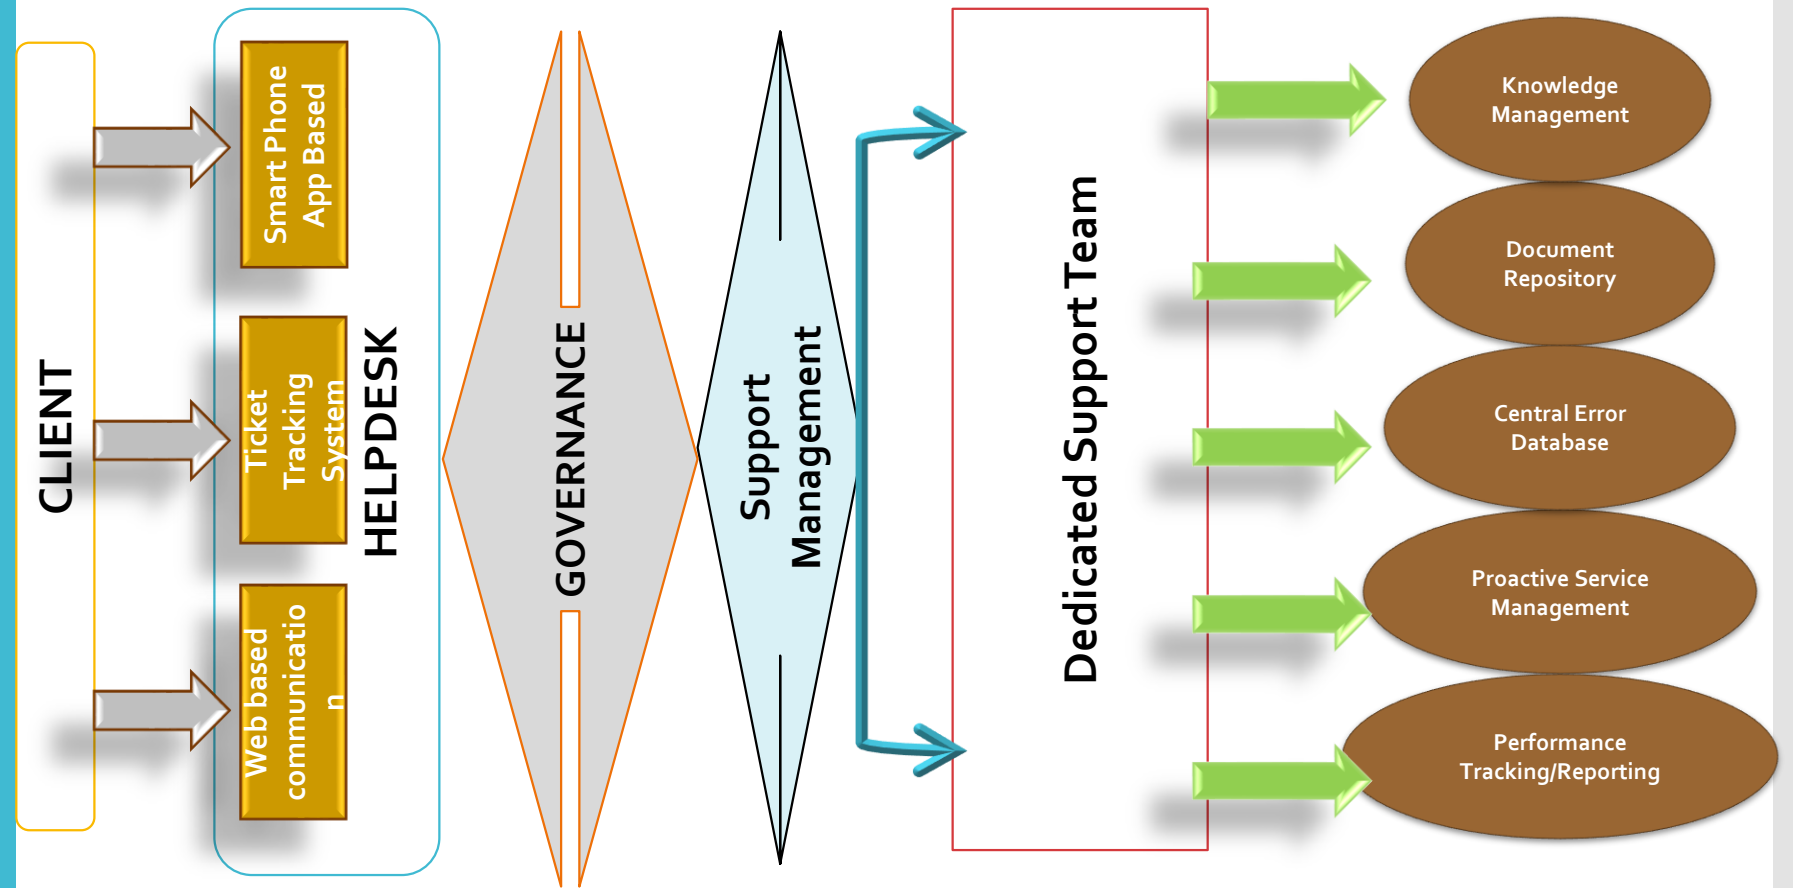 CLIENT
Smart Phone
App Based
Ticket
Tracking
System
Web based
communicatio
n
HELPDESK
GOVERNANCE
Support
Management
Dedicated Support Team
Knowledge
Management
Document
Repository
Central Error
Database
Proactive Service
Management
Performance
Tracking/Reporting